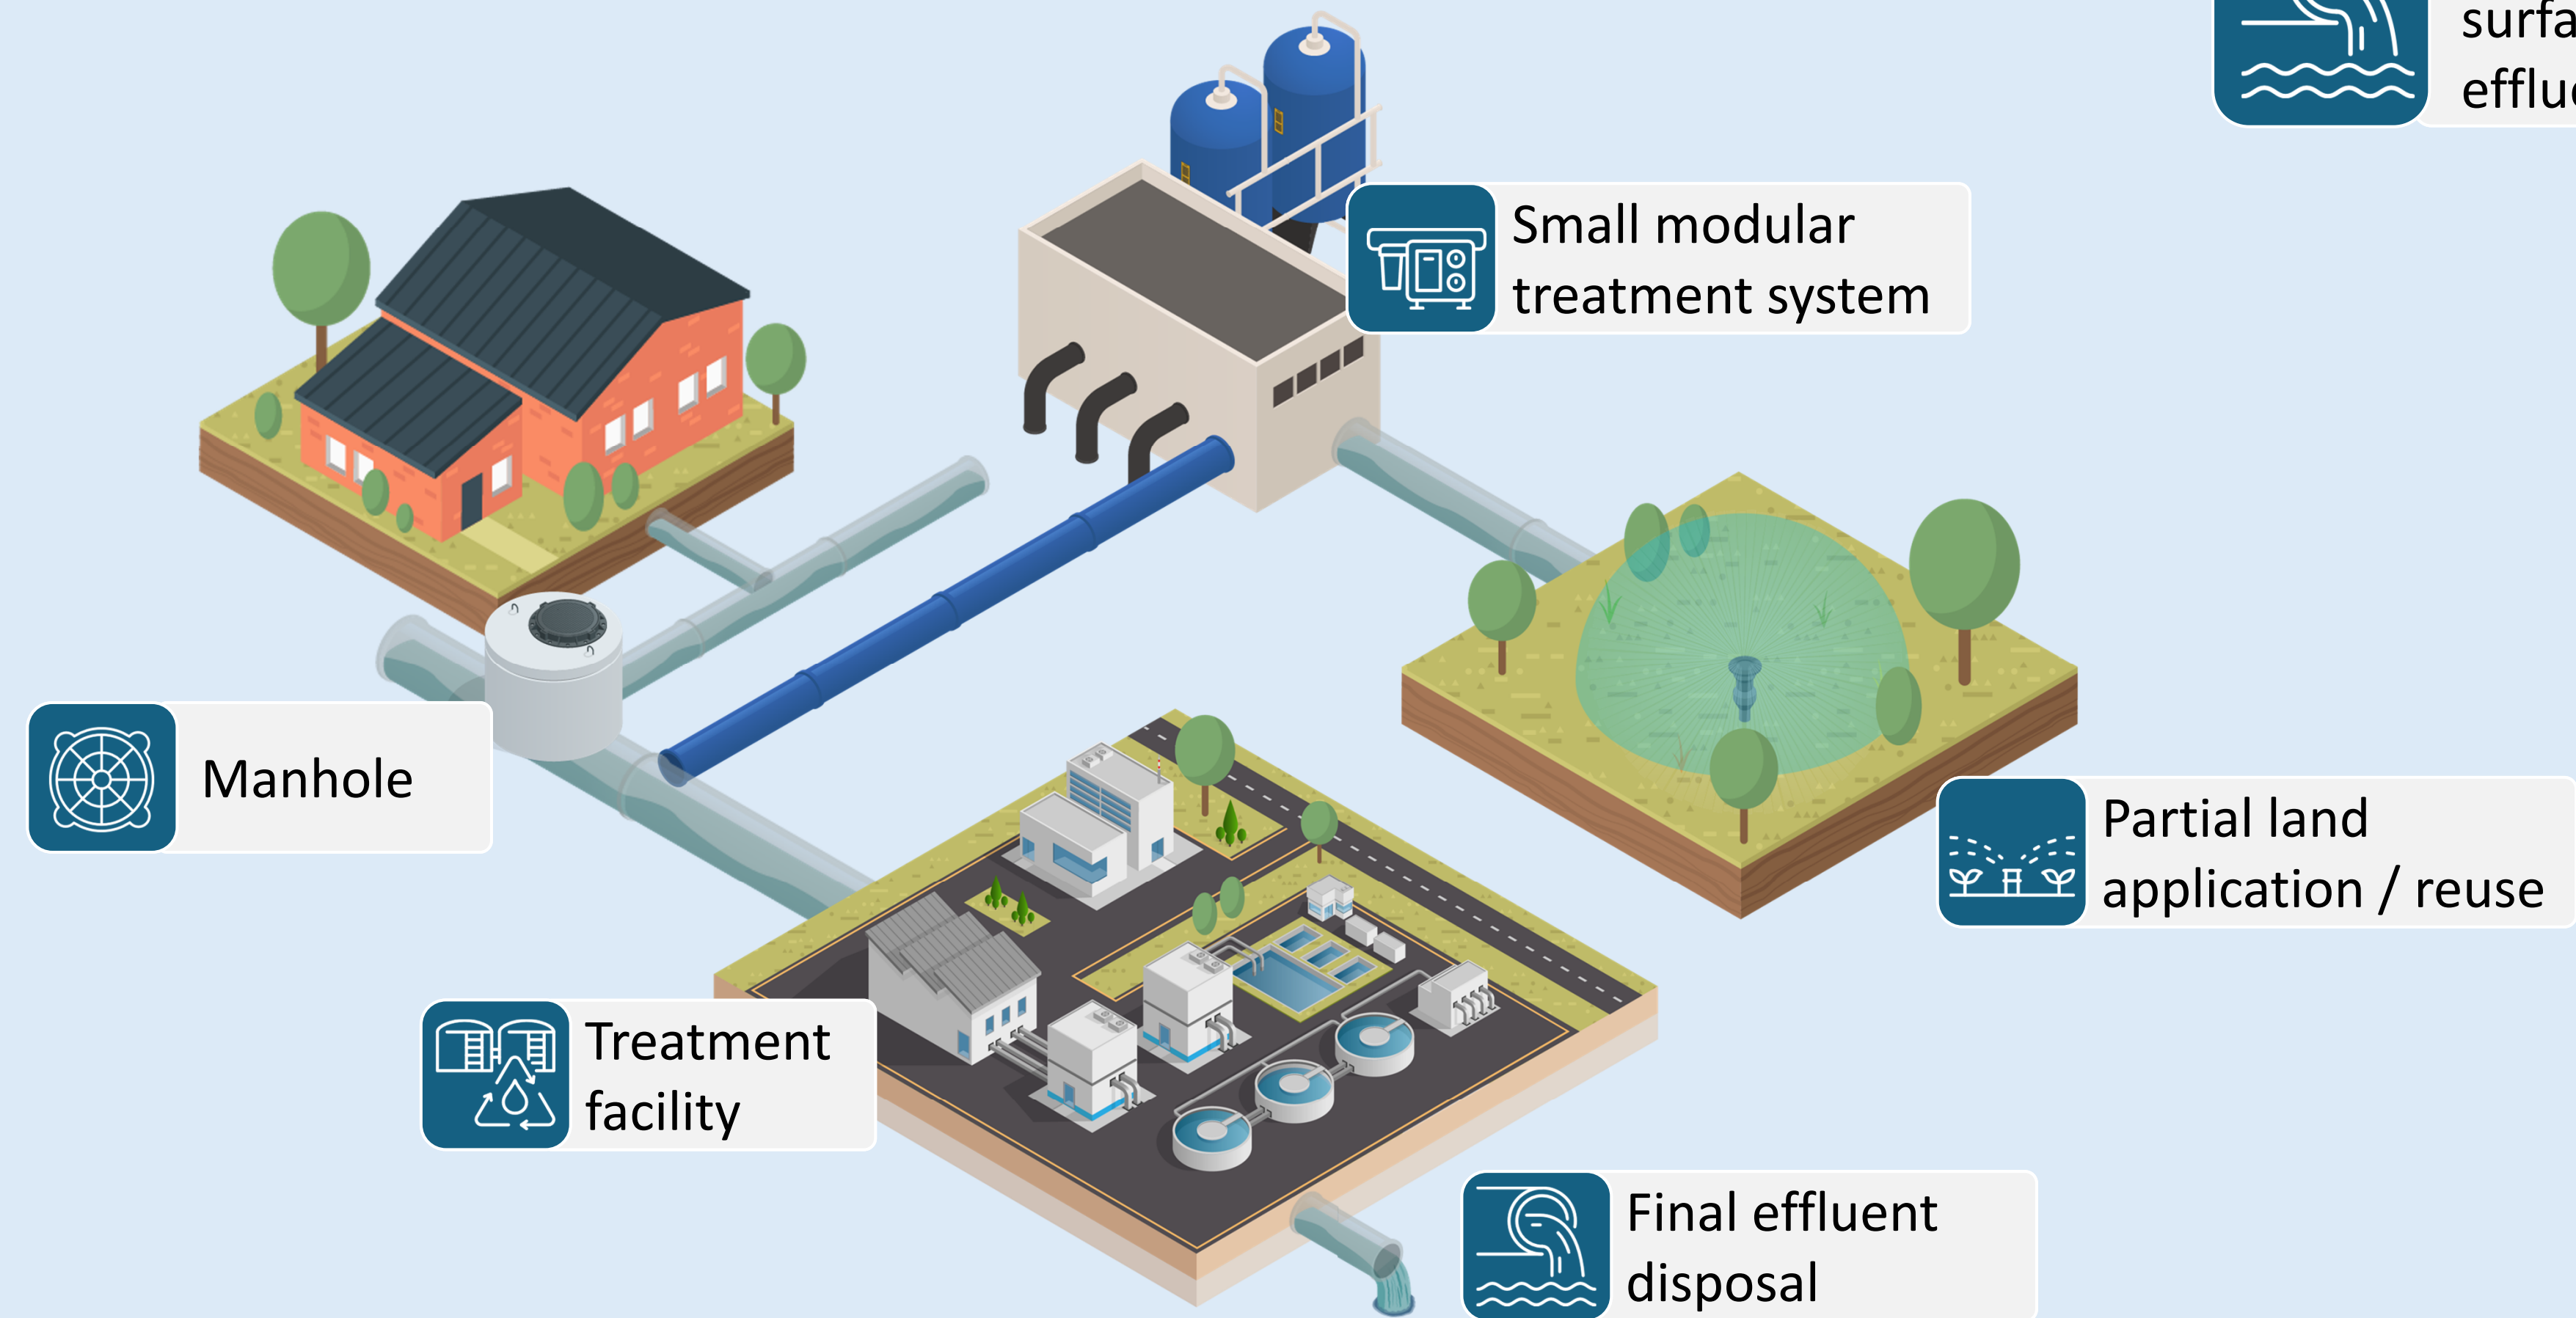 Small modular
treatment system
Manhole
Partial land
application / reuse
Treatment
facility
Final effluent
disposal